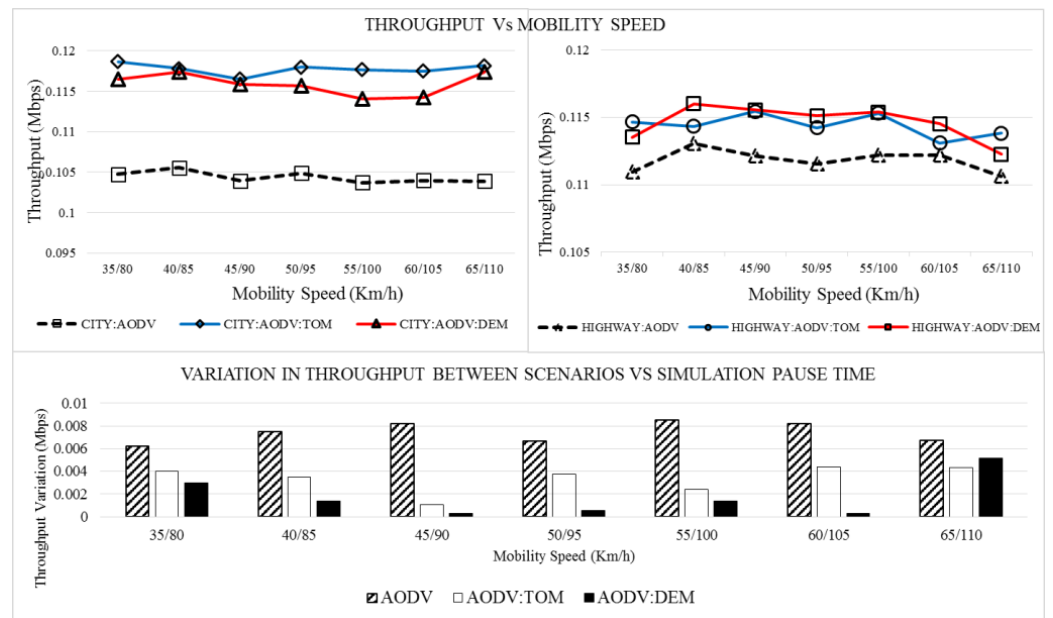 THROUGHPUT Vs MOBILITY SPEED
Throughput (Mbps)
0.12
0.115
0.11
0.105
0.1
0.095
35/80 40/85 45/90 50/95 55/100 60/105 65/110
Mobility Speed (Km/h)
CITY:AODV CITY:AODV:TOM CITY:AODV:DEM
Throughput (Mbps)
0.12
0.115
0.11
0.105
35/80 40/85 45/90 50/95 55/100 60/105 65/110
Mobility Speed (Km/h)
HIGHWAY:AODV HIGHWAY:AODV:TOM HIGHWAY:AODV:DEM
VARIATION IN THROUGHPUT BETWEEN SCENARIOS VS SIMULATION PAUSE TIME
Throughput Variation (Mbps)
0.01
0.008
0.006
0.004
0.002
0
35/80 40/85 45/90 50/95 55/100 60/105 65/110
Mobility Speed (Km/h)
AODV AODV:TOM AODV:DEM